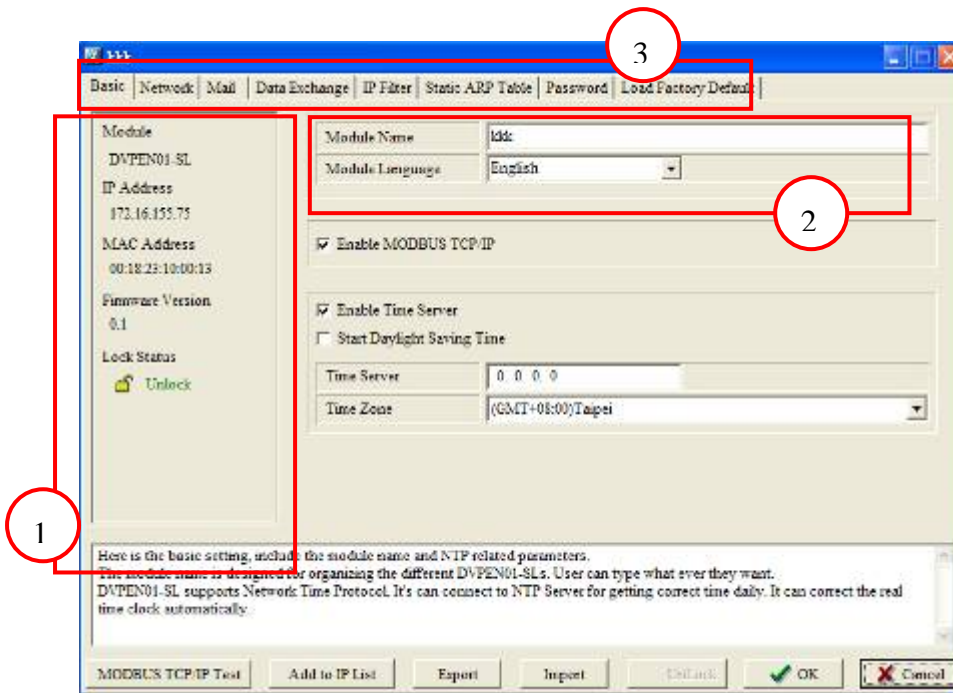 kkk
3
Basic Network Mail Data Exchange IP Filter Static ARP Table Password Load Factory Default
Module
DVPEN01-SL
IP Address
172.16.155.75
MAC Address
00:18:23:10:00:13
Firmware Version
0.1
Lock Status
Unlock
1
Module Name kkk
Module Language English
2
Enable MODBUS TCP/IP
Enable Time Server
Start Daylight Saving Time
Time Server 0 0 0 0
Time Zone (GMT+08:00)Taipei
Here is the basic setting, include the module name and NTP related parameters.
The module name is designed for organizing the different DVPEN01-SLs. User can type what ever they want.
DVPEN01-SL supports Network Time Protocol. It's can connect to NTP Server for getting correct time daily. It can correct the real
time clock automatically.
MODBUS TCP/IP Test Add to IP List Export Import UnLock OK Cancel